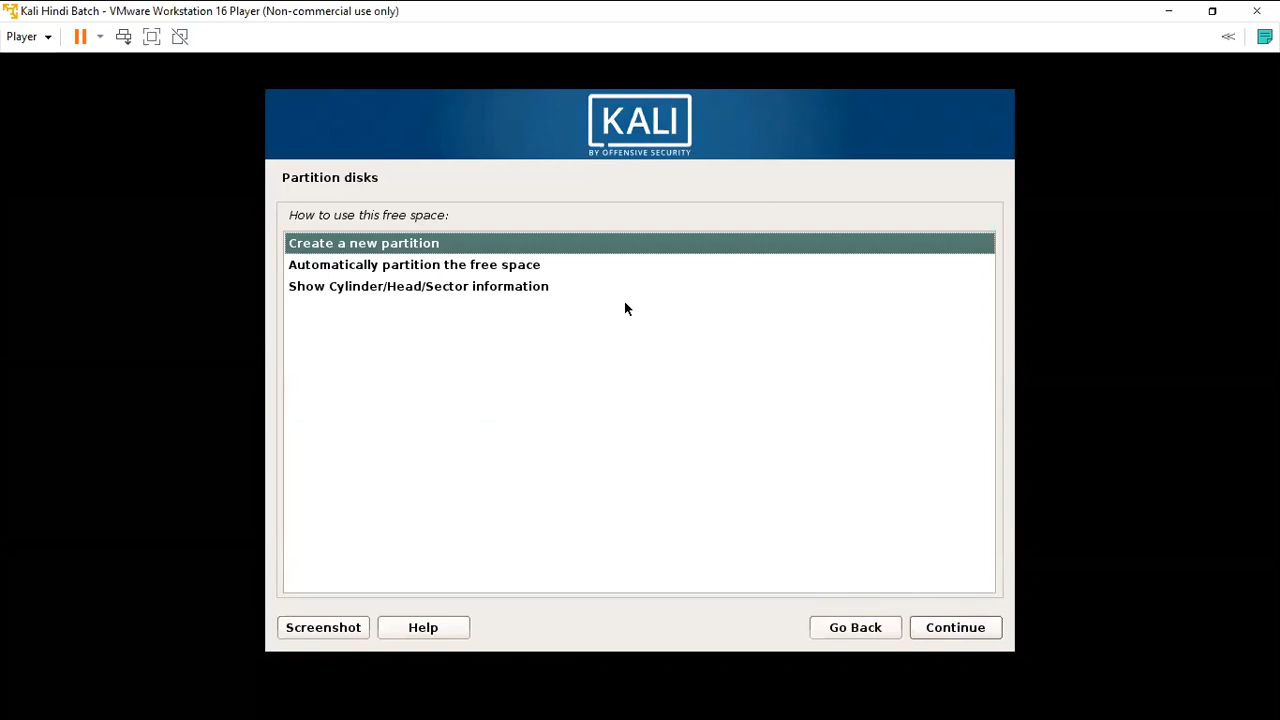 Kali Hindi Batch - VMware Workstation 16 Player (Non-commercial use only)
Player
KALI
BY OFFENSIVE SECURITY
Partition disks
How to use this free space:
Create a new partition
Automatically partition the free space
Show Cylinder/Head/Sector information
Screenshot
Help
Go Back
Continue